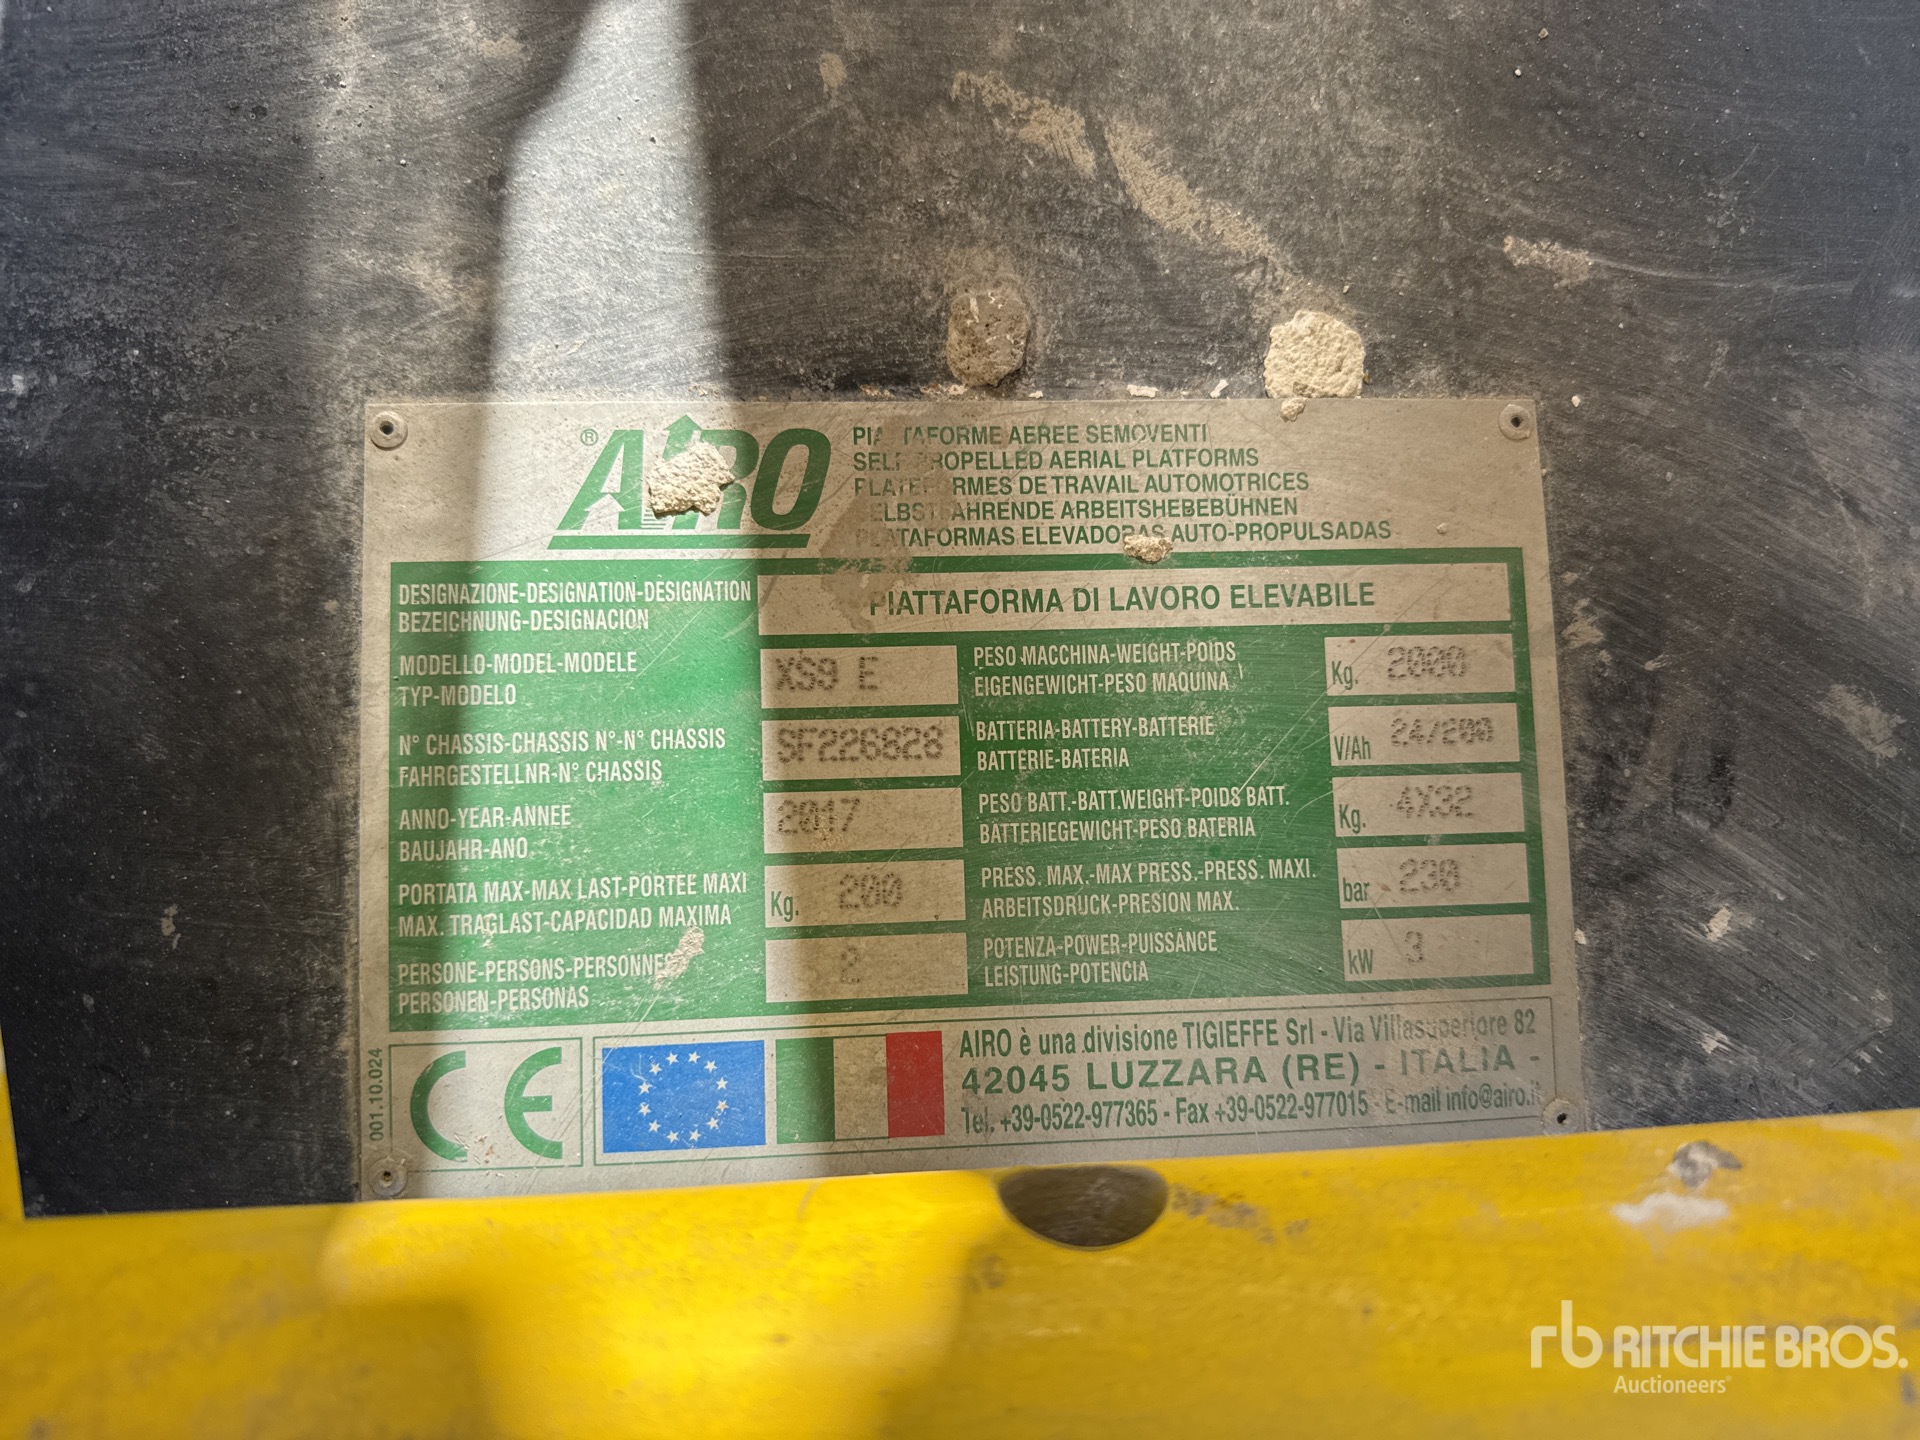 ® AIRO
PIATTAFORME AEREE SEMOVENTI
SELF PROPELLED AERIAL PLATFORMS
PLATEFORMES DE TRAVAIL AUTOMOTRICES
SELBSTFAHRENDE ARBEITSHEBEBÜHNEN
PLATAFORMAS ELEVADORAS AUTO-PROPULSADAS
DESIGNAZIONE-DESIGNATION-DESIGNATION
BEZEICHNUNG-DESIGNACION
PIATTAFORMA DI LAVORO ELEVABILE
MODELLO-MODEL-MODELE
TYP-MODELO
XS9 E
PESO MACCHINA-WEIGHT-POIDS
EIGENGEWICHT-PESO MAQUINA
Kg. 2000
N° CHASSIS-CHASSIS N°-N° CHASSIS
FAHRGESTELLNR-N° CHASSIS
SF226828
BATTERIA-BATTERY-BATTERIE
BATTERIE-BATERIA
V/Ah 24/200
ANNO-YEAR-ANNEE
BAUJAHR-ANO
2017
PESO BATT.-BATT.WEIGHT-POIDS BATT.
BATTERIEGEWICHT-PESO BATERIA
Kg. 4X32
PORTATA MAX-MAX LAST-PORTEE MAXI
MAX. TRAGLAST-CAPACIDAD MAXIMA
Kg. 200
PRESS. MAX.-MAX PRESS.-PRESS. MAXI.
ARBEITSDRUCK-PRESION MAX.
bar 230
PERSONE-PERSONS-PERSONNES
PERSONEN-PERSONAS
2
POTENZA-POWER-PUISSANCE
LEISTUNG-POTENCIA
kW 3
001.10.024
CE
AIRO è una divisione TIGIEFFE Srl - Via Villasuperiore 82
42045 LUZZARA (RE) - ITALIA -
Tel. +39-0522-977365 - Fax +39-0522-977015 - E-mail info@airo.it
rb RITCHIE BROS.
Auctioneers